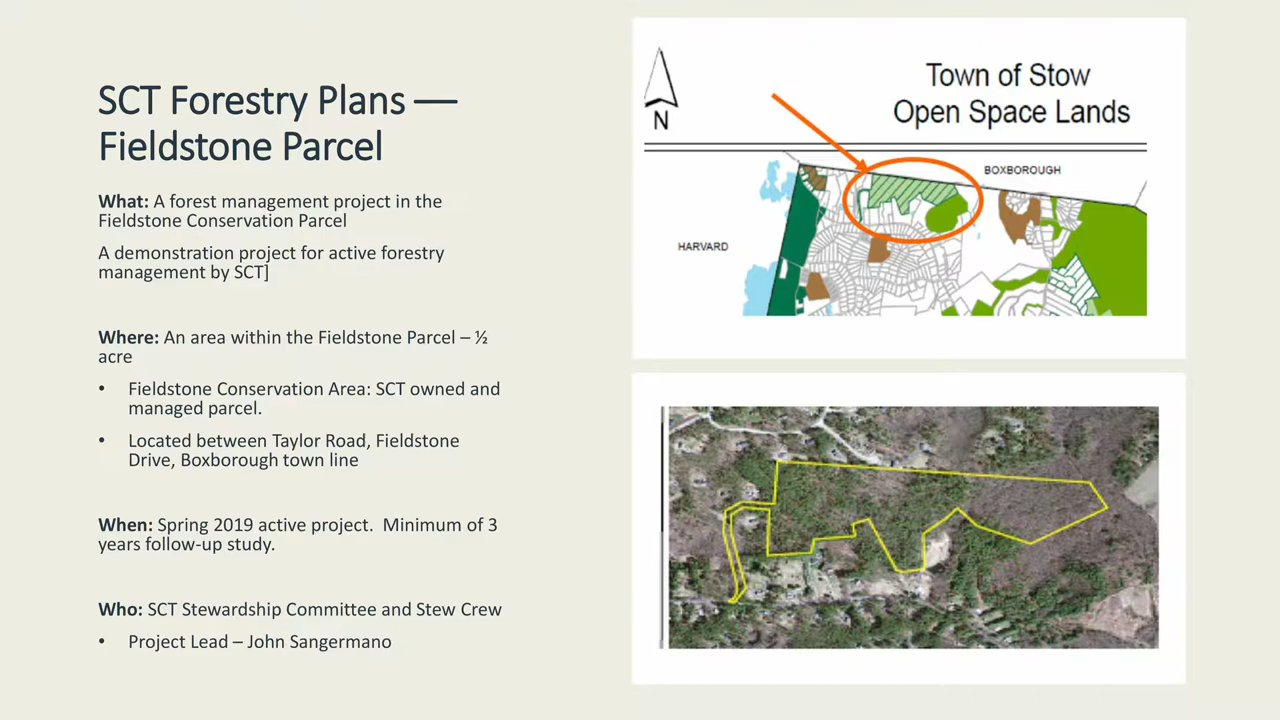 SCT Forestry Plans —
Fieldstone Parcel
What: A forest management project in the
Fieldstone Conservation Parcel
A demonstration project for active forestry
management by SCT]
Where: An area within the Fieldstone Parcel – ½
acre
• Fieldstone Conservation Area: SCT owned and
managed parcel.
• Located between Taylor Road, Fieldstone
Drive, Boxborough town line
When: Spring 2019 active project.  Minimum of 3
years follow-up study.
Who: SCT Stewardship Committee and Stew Crew
• Project Lead – John Sangermano
N
Town of Stow
Open Space Lands
BOXBOROUGH
HARVARD